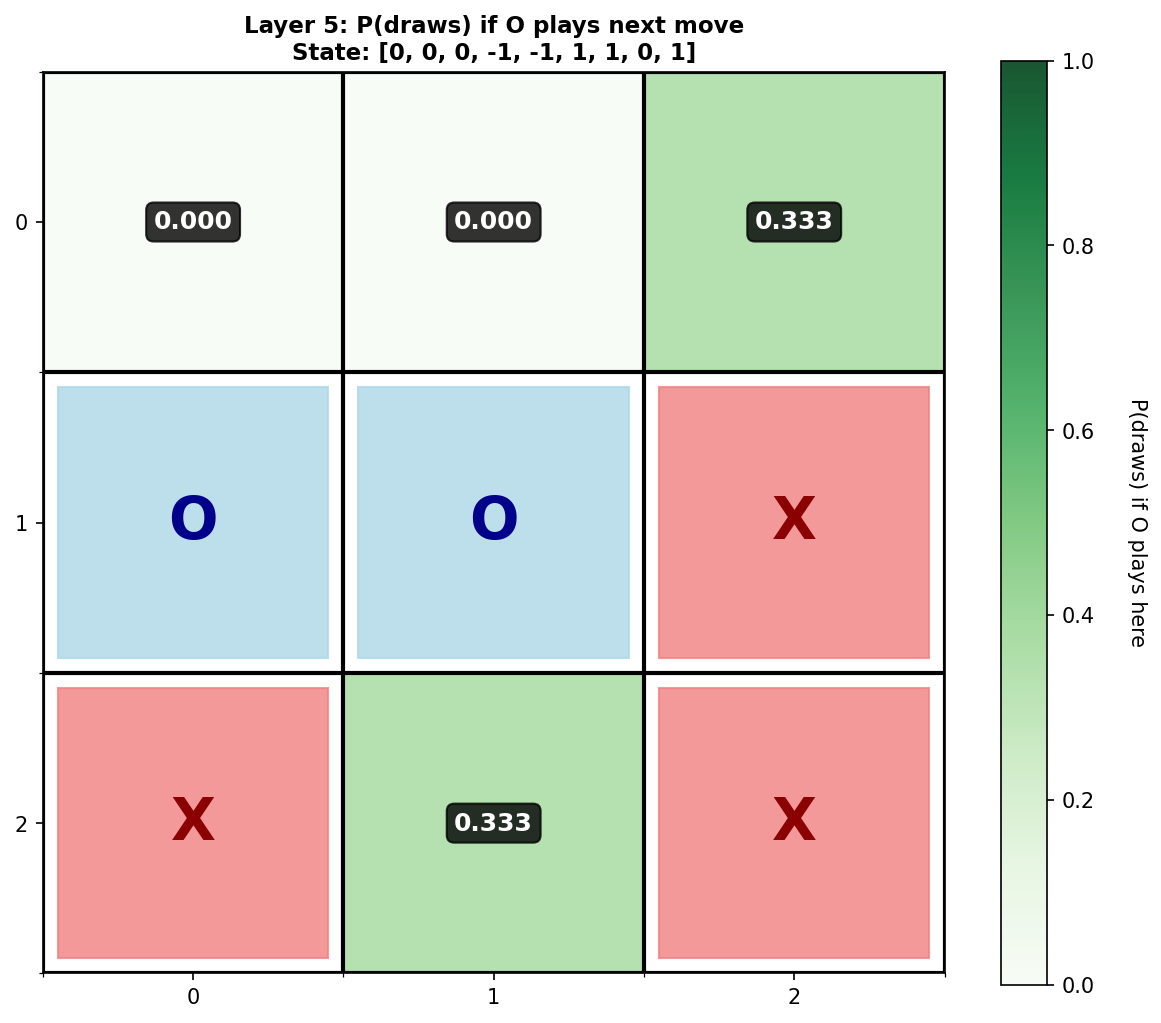 Layer 5: P(draws) if O plays next move
State: [0, 0, 0, -1, -1, 1, 1, 0, 1]
0.000 0.000 0.333
O O X
X 0.333 X
0
1
2
0 1 2
1.0
0.8
0.6
0.4
0.2
0.0
P(draws) if O plays here